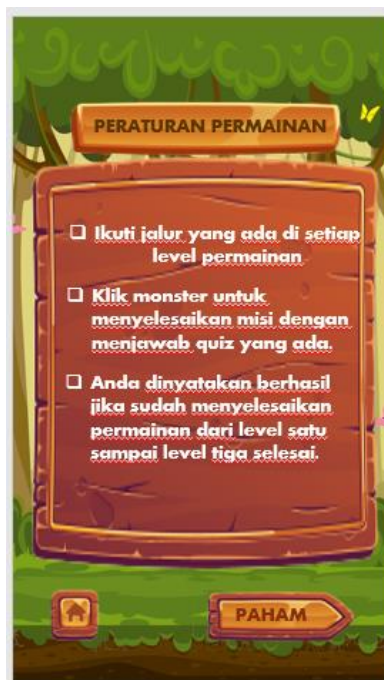 PERATURAN PERMAINAN
❑ Ikuti jalur yang ada di setiap
level permainan
❑ Klik monster untuk
menyelesaikan misi dengan
menjawab quiz yang ada.
❑ Anda dinyatakan berhasil
jika sudah menyelesaikan
permainan dari level satu
sampai level tiga selesai.
PAHAM